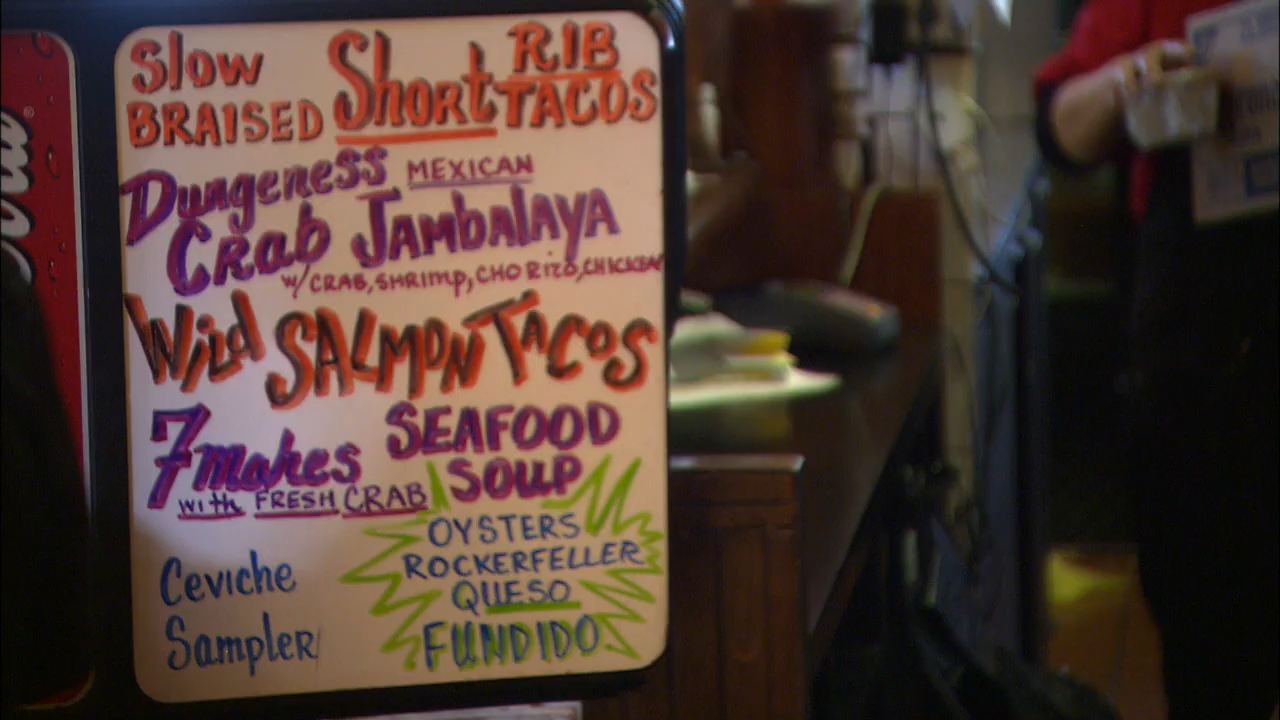 Slow BRAISED Short RIB TACOS
Dungeness MEXICAN
Crab Jambalaya
w/ CRAB, SHRIMP, CHORIZO, CHICKEN
Wild SALMON TACOS
7 makes SEAFOOD SOUP
with FRESH CRAB
Ceviche
Sampler
OYSTERS
ROCKERFELLER
QUESO
FUNDIDO